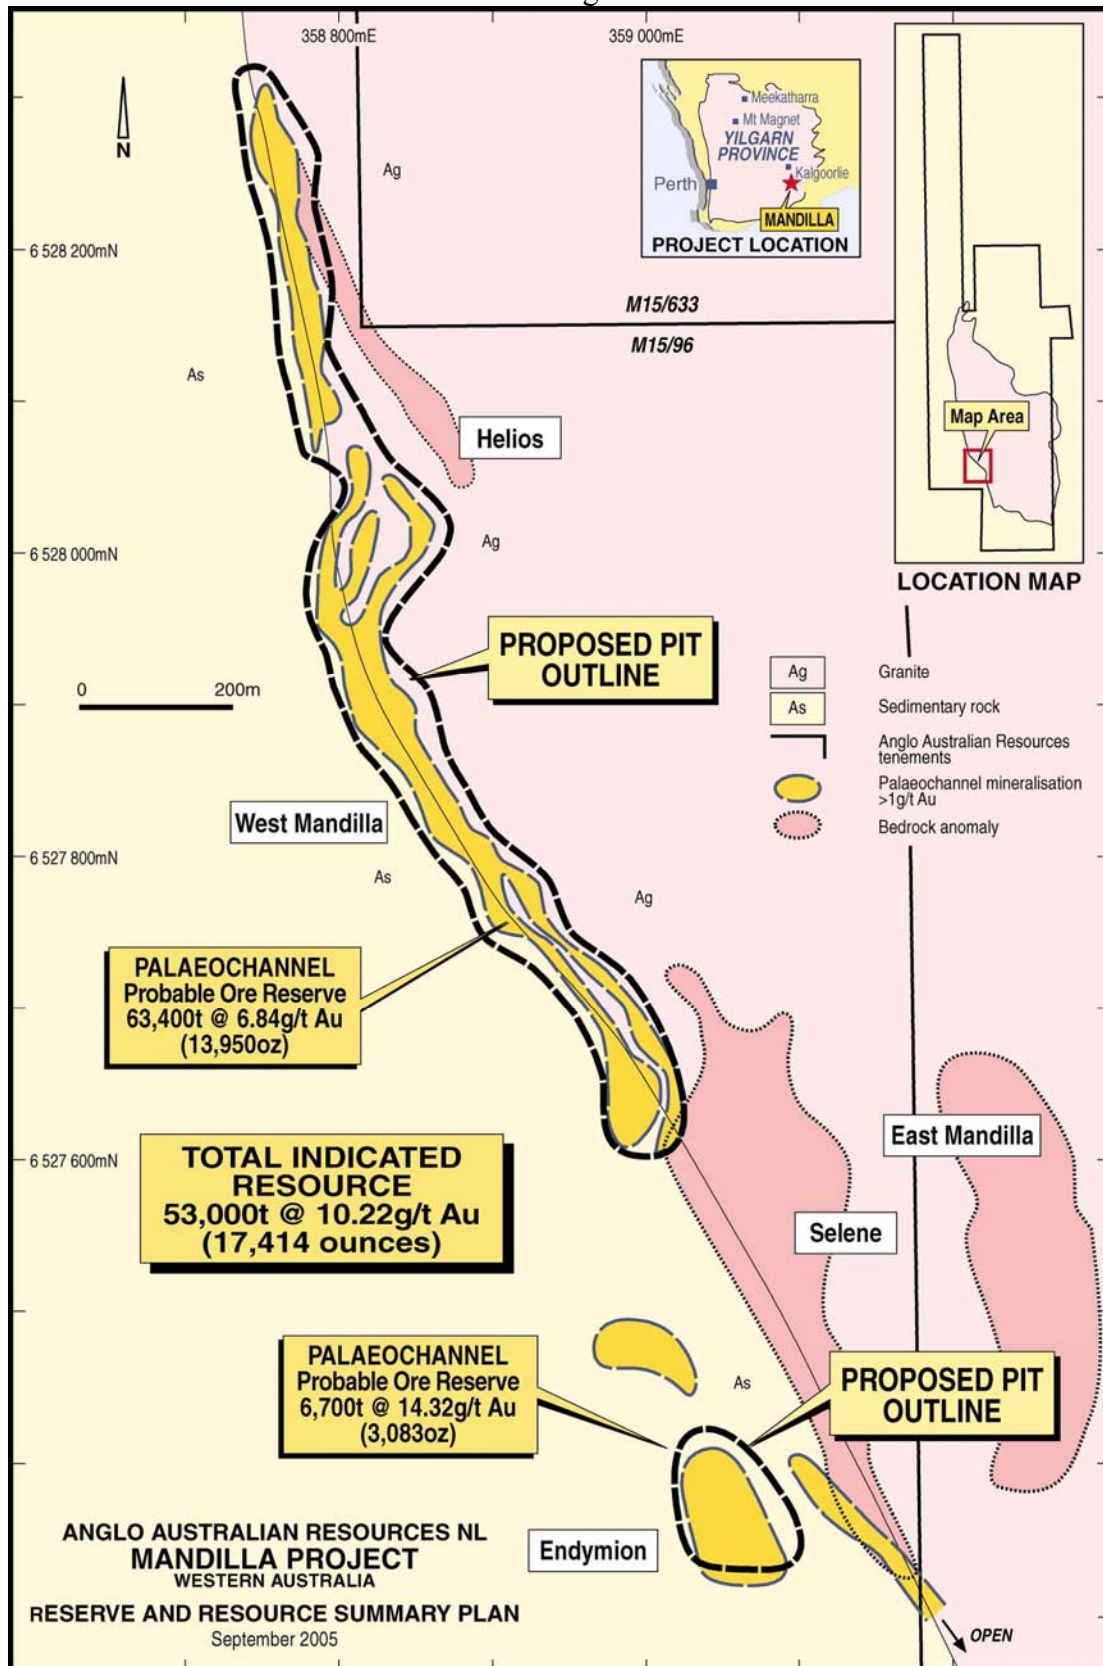 358 800mE
359 000mE
N
Ag
Meekatharra
Mt Magnet
YILGARN
PROVINCE
Kalgoorlie
Perth
MANDILLA
PROJECT LOCATION
6 528 200mN
M15/633
M15/96
As
Map Area
Helios
Ag
6 528 000mN
LOCATION MAP
PROPOSED PIT
OUTLINE
0 200m
Ag Granite
As Sedimentary rock
Anglo Australian Resources
tenements
Palaeochannel mineralisation
>1g/t Au
Bedrock anomaly
West Mandilla
6 527 800mN
As
Ag
PALAEOCHANNEL
Probable Ore Reserve
63,400t @ 6.84g/t Au
(13,950oz)
East Mandilla
6 527 600mN
TOTAL INDICATED
RESOURCE
53,000t @ 10.22g/t Au
(17,414 ounces)
Selene
PALAEOCHANNEL
Probable Ore Reserve
6,700t @ 14.32g/t Au
(3,083oz)
As
PROPOSED PIT
OUTLINE
Endymion
ANGLO AUSTRALIAN RESOURCES NL
MANDILLA PROJECT
WESTERN AUSTRALIA
RESERVE AND RESOURCE SUMMARY PLAN
September 2005
OPEN